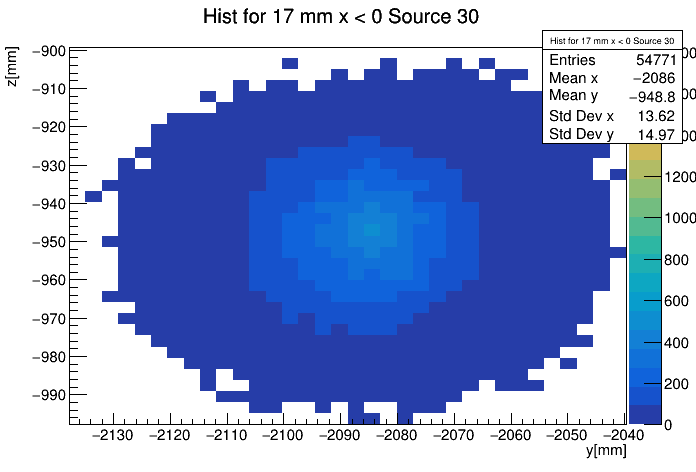 Hist for 17 mm x < 0 Source 30
z[mm]
Hist for 17 mm x < 0 Source 30
Entries 54771
Mean x −2086
Mean y −948.8
Std Dev x 13.62
Std Dev y 14.97
−900
−910
−920
−930
−940
−950
−960
−970
−980
−990
1200
1000
800
600
400
200
0
−2130 −2120 −2110 −2100 −2090 −2080 −2070 −2060 −2050 −2040
y[mm]